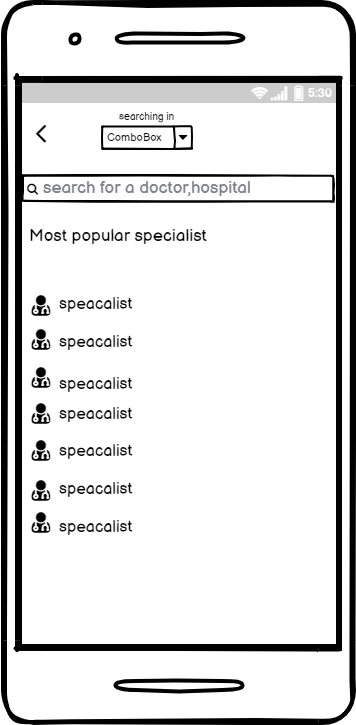 5:30
searching in
ComboBox
search for a doctor,hospital
Most popular specialist
speacalist
speacalist
speacalist
speacalist
speacalist
speacalist
speacalist